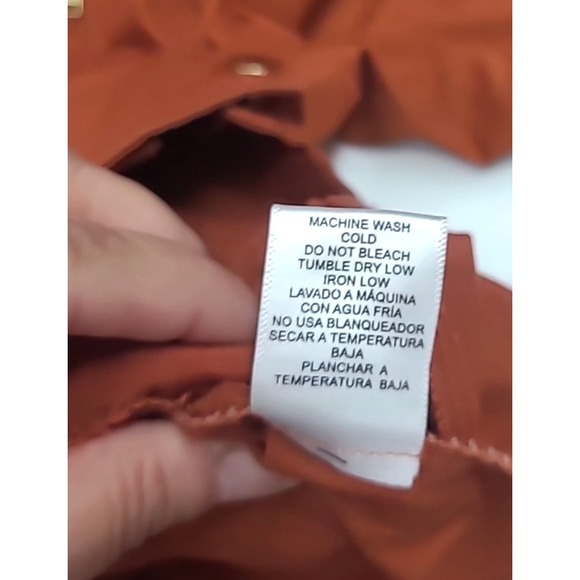 MACHINE WASH
COLD
DO NOT BLEACH
TUMBLE DRY LOW
IRON LOW
LAVADO A MÁQUINA
CON AGUA FRÍA
NO USA BLANQUEADOR
SECAR A TEMPERATURA
BAJA
PLANCHAR A
TEMPERATURA BAJA